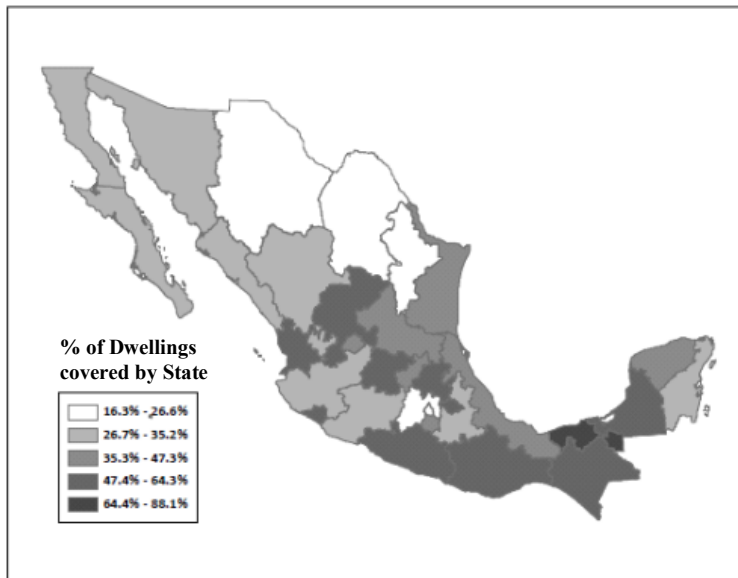 % of Dwellings
covered by State
16.3% - 26.6%
26.7% - 35.2%
35.3% - 47.3%
47.4% - 64.3%
64.4% - 88.1%